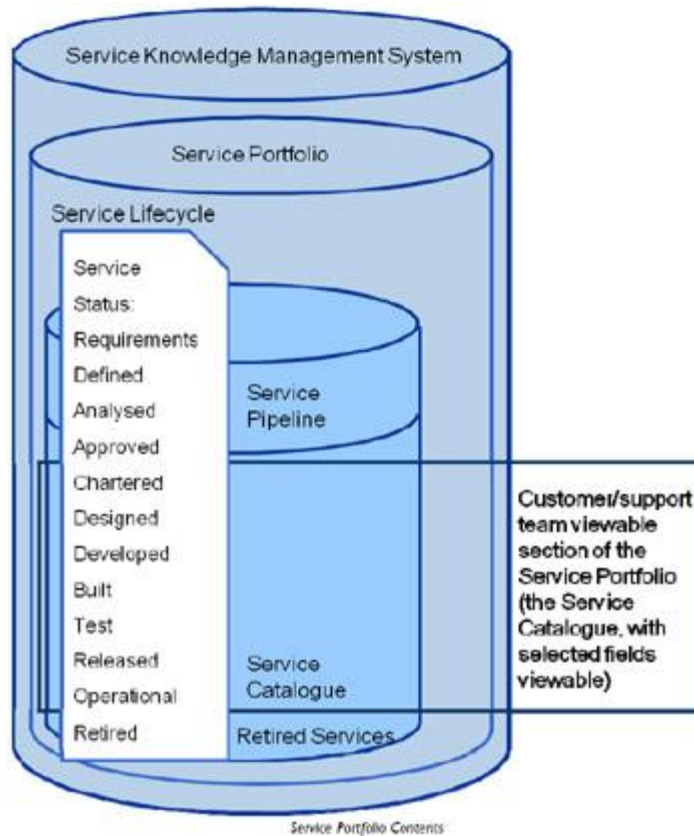 Service Knowledge Management System
Service Portfolio
Service Lifecycle
Service
Status:
Requirements
Defined
Analysed
Approved
Chartered
Designed
Developed
Built
Test
Released
Operational
Retired
Service
Pipeline
Service
Catalogue
Retired Services
Customer/support
team viewable
section of the
Service Portfolio
(the Service
Catalogue, with
selected fields
viewable)
Service Portfolio Contents